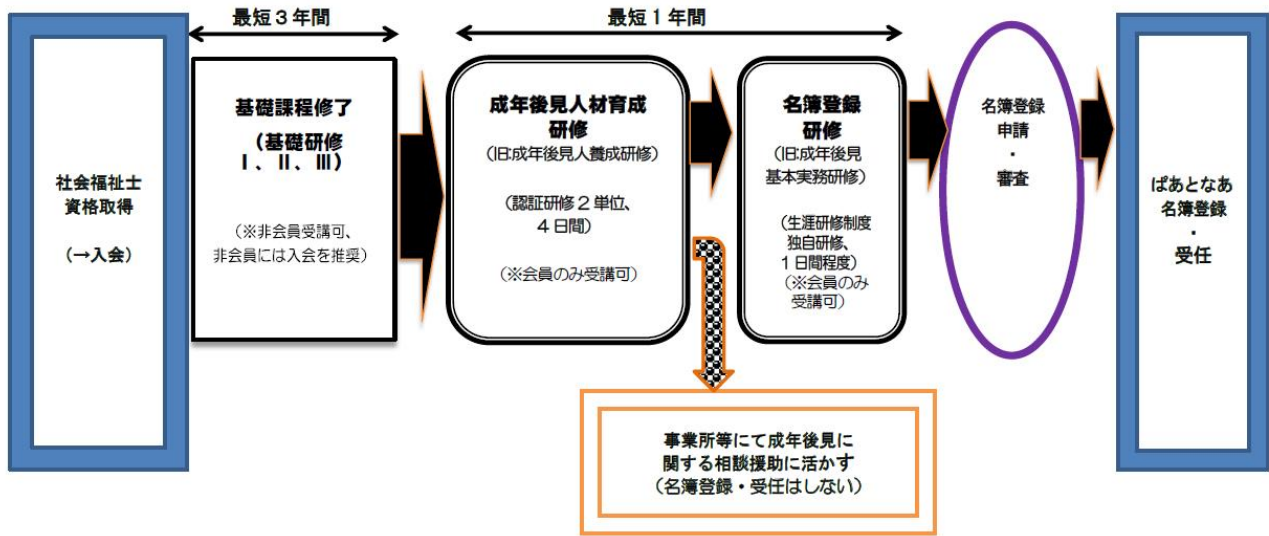 最短3年間
最短1年間
社会福祉士
資格取得
(→入会)
基礎課程修了
(基礎研修
Ⅰ、Ⅱ、Ⅲ)
(※非会員受講可、
非会員には入会を推奨)
成年後見人材育成
研修
(旧:成年後見人養成研修)
(認証研修2単位、
4日間)
(※会員のみ受講可)
名簿登録
研修
(旧:成年後見
基本実務研修)
(生涯研修制度
独自研修、
1日間程度)
(※会員のみ
受講可)
名簿登録
申請
・
審査
ぱあとなあ
名簿登録
・
受任
事業所等にて成年後見に
関する相談援助に活かす
(名簿登録・受任はしない)